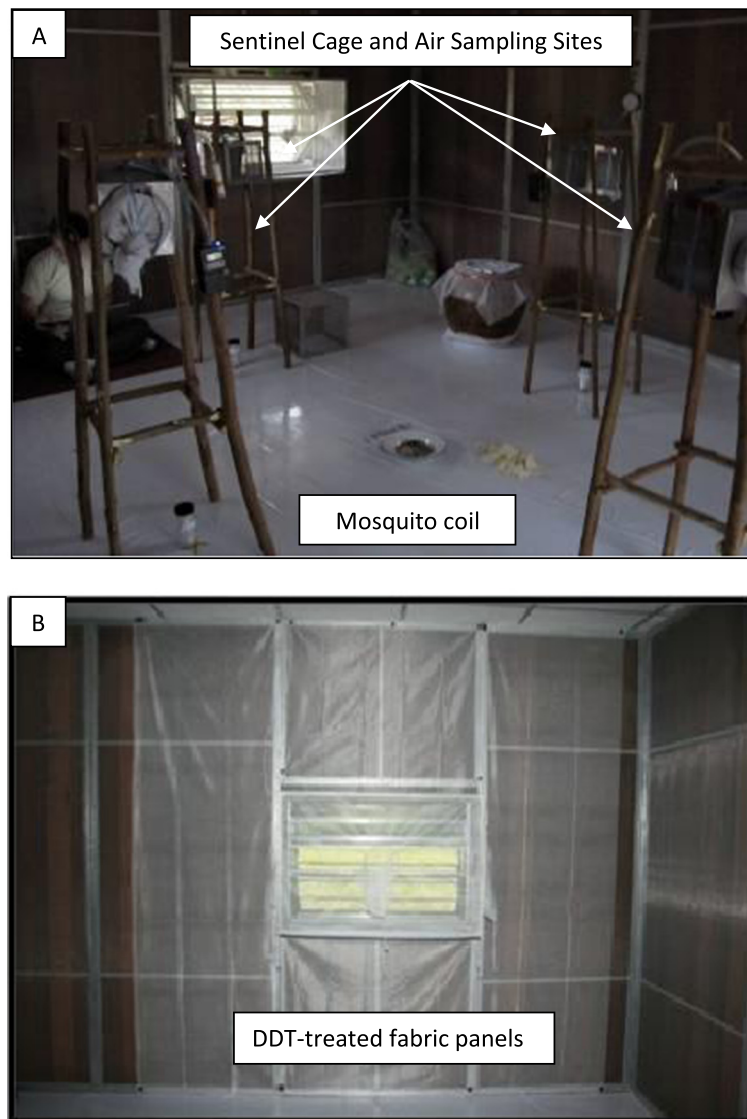 A
Sentinel Cage and Air Sampling Sites
Mosquito coil
B
DDT-treated fabric panels